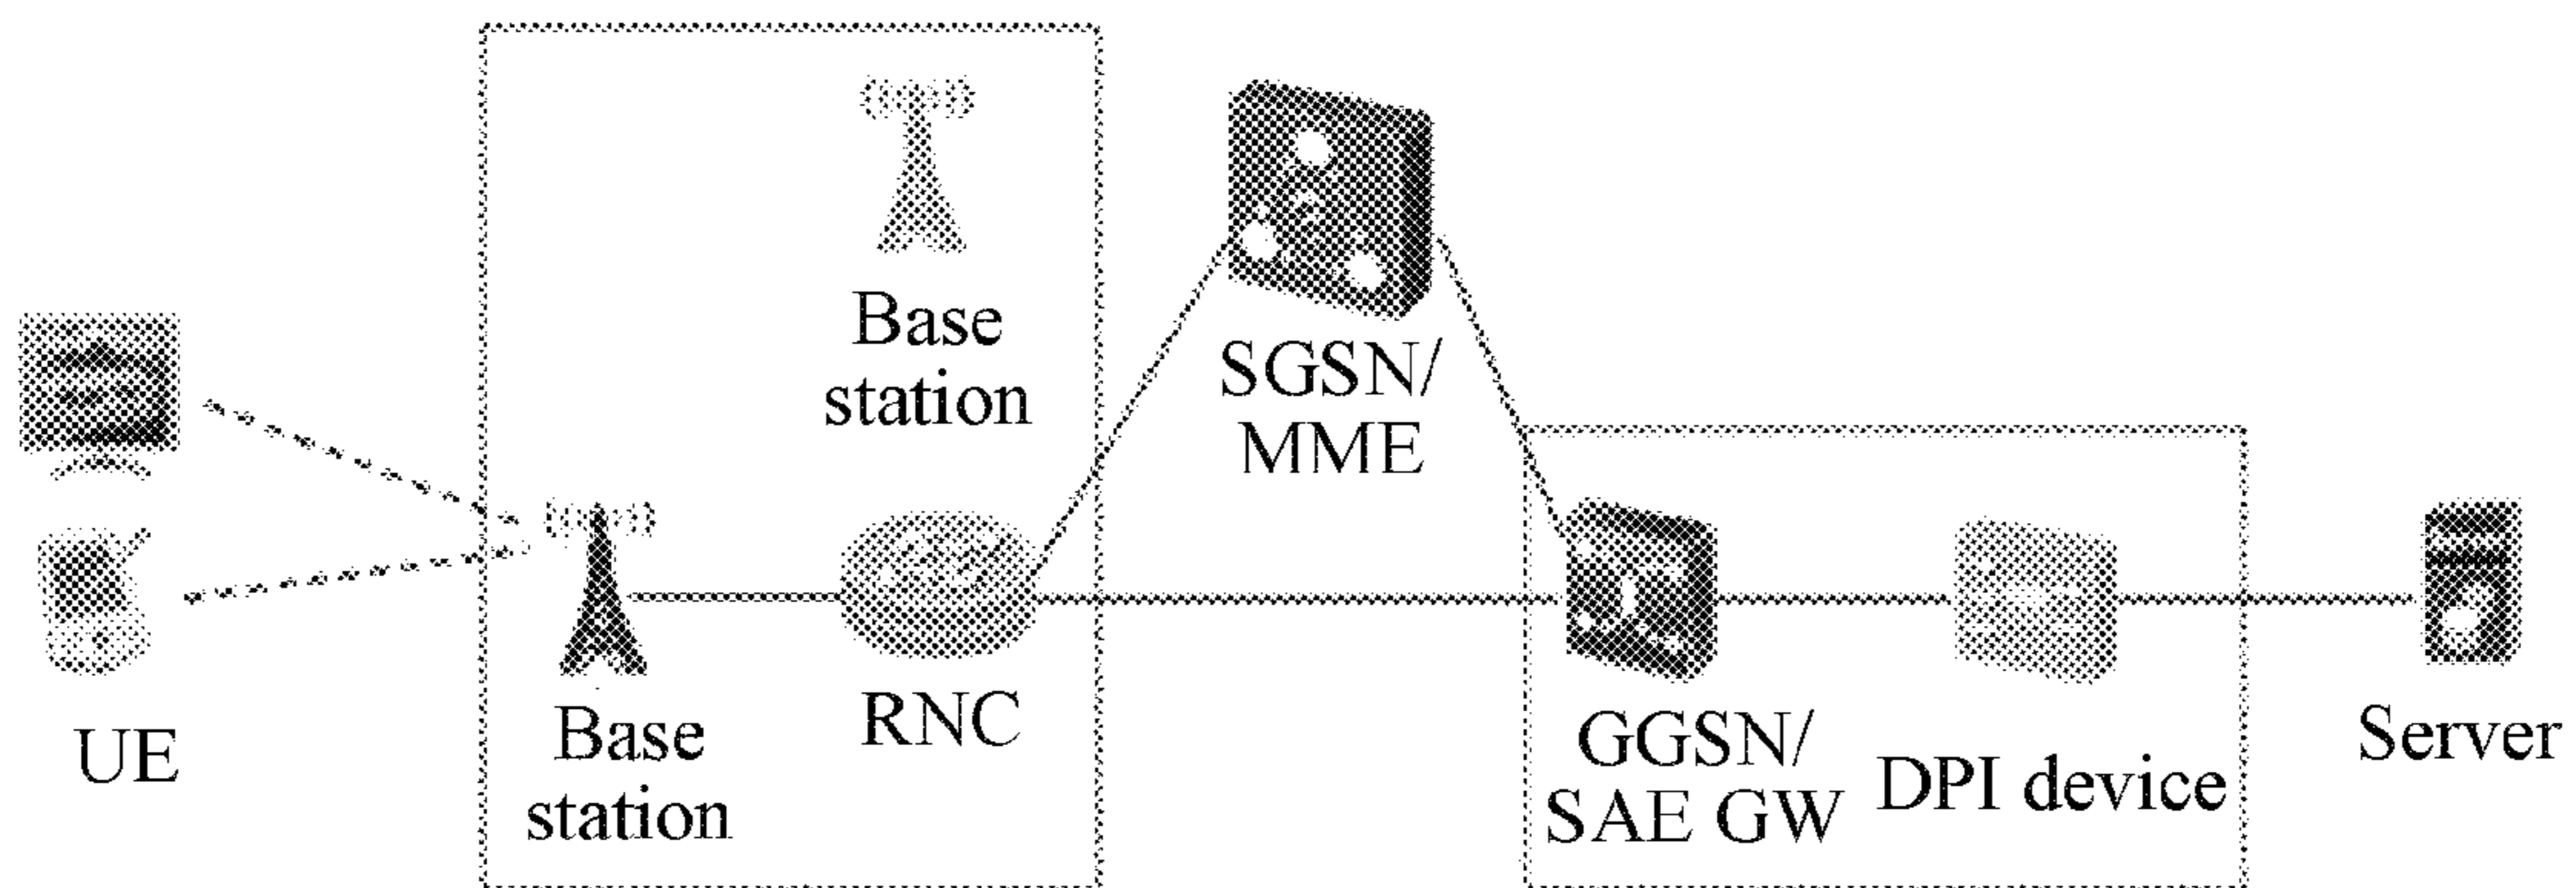 Base
station
SGSN/
MME
UE
Base
station
RNC
GGSN/
SAE GW
DPI device
Server